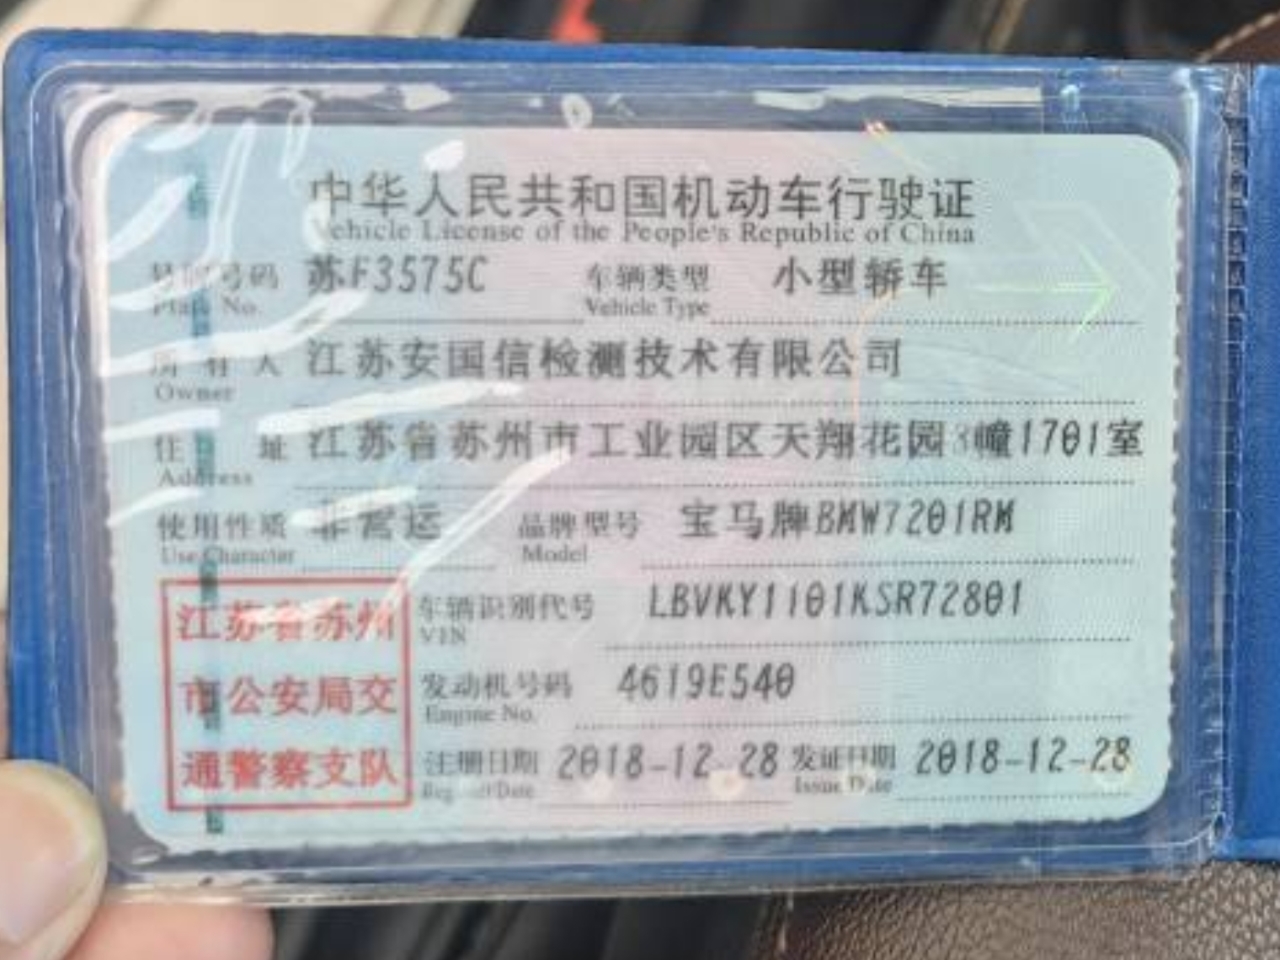 中华人民共和国机动车行驶证
Vehicle License of the People's Republic of China
号牌号码 苏F3575C 车辆类型 小型轿车
Plate No. Vehicle Type
所有人 江苏安国信检测技术有限公司
Owner
住址 江苏省苏州市工业园区天翔花园3幢1701室
Address
使用性质 非营运 品牌型号 宝马牌BMW7201RM
Use Character Model
江苏省苏州
市公安局交
通警察支队
车辆识别代号 LBVKY1101KSR72801
VIN
发动机号码 4619E540
Engine No.
注册日期 2018-12-28 发证日期 2018-12-28
Register Date Issue Date